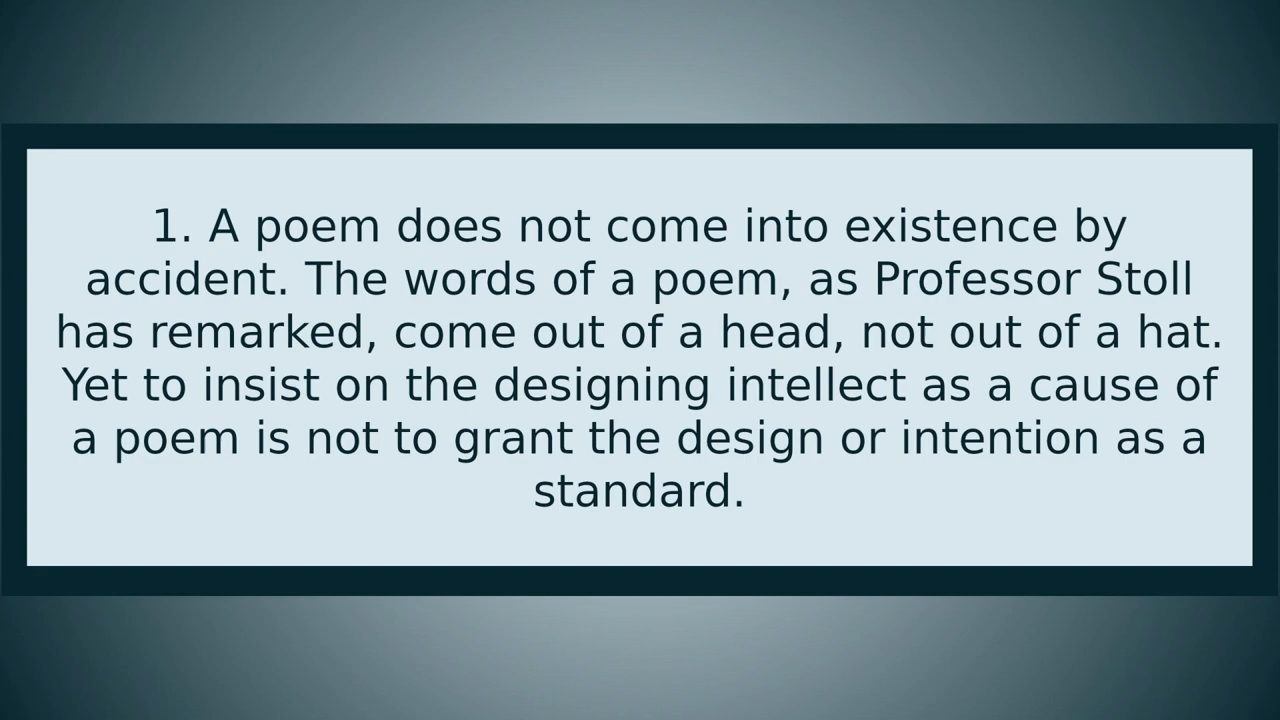 1. A poem does not come into existence by
accident. The words of a poem, as Professor Stoll
has remarked, come out of a head, not out of a hat.
Yet to insist on the designing intellect as a cause of
a poem is not to grant the design or intention as a
standard.